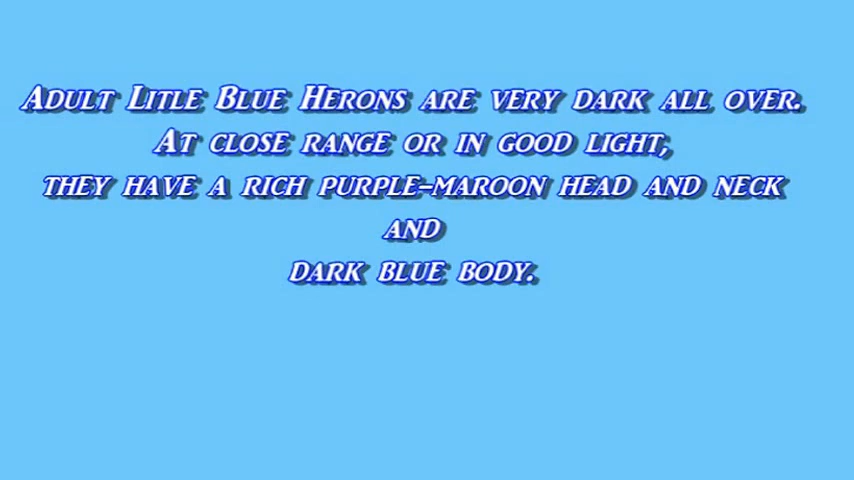 Adult Litle Blue Herons are very dark all over.
At close range or in good light,
they have a rich purple-maroon head and neck
and
dark blue body.